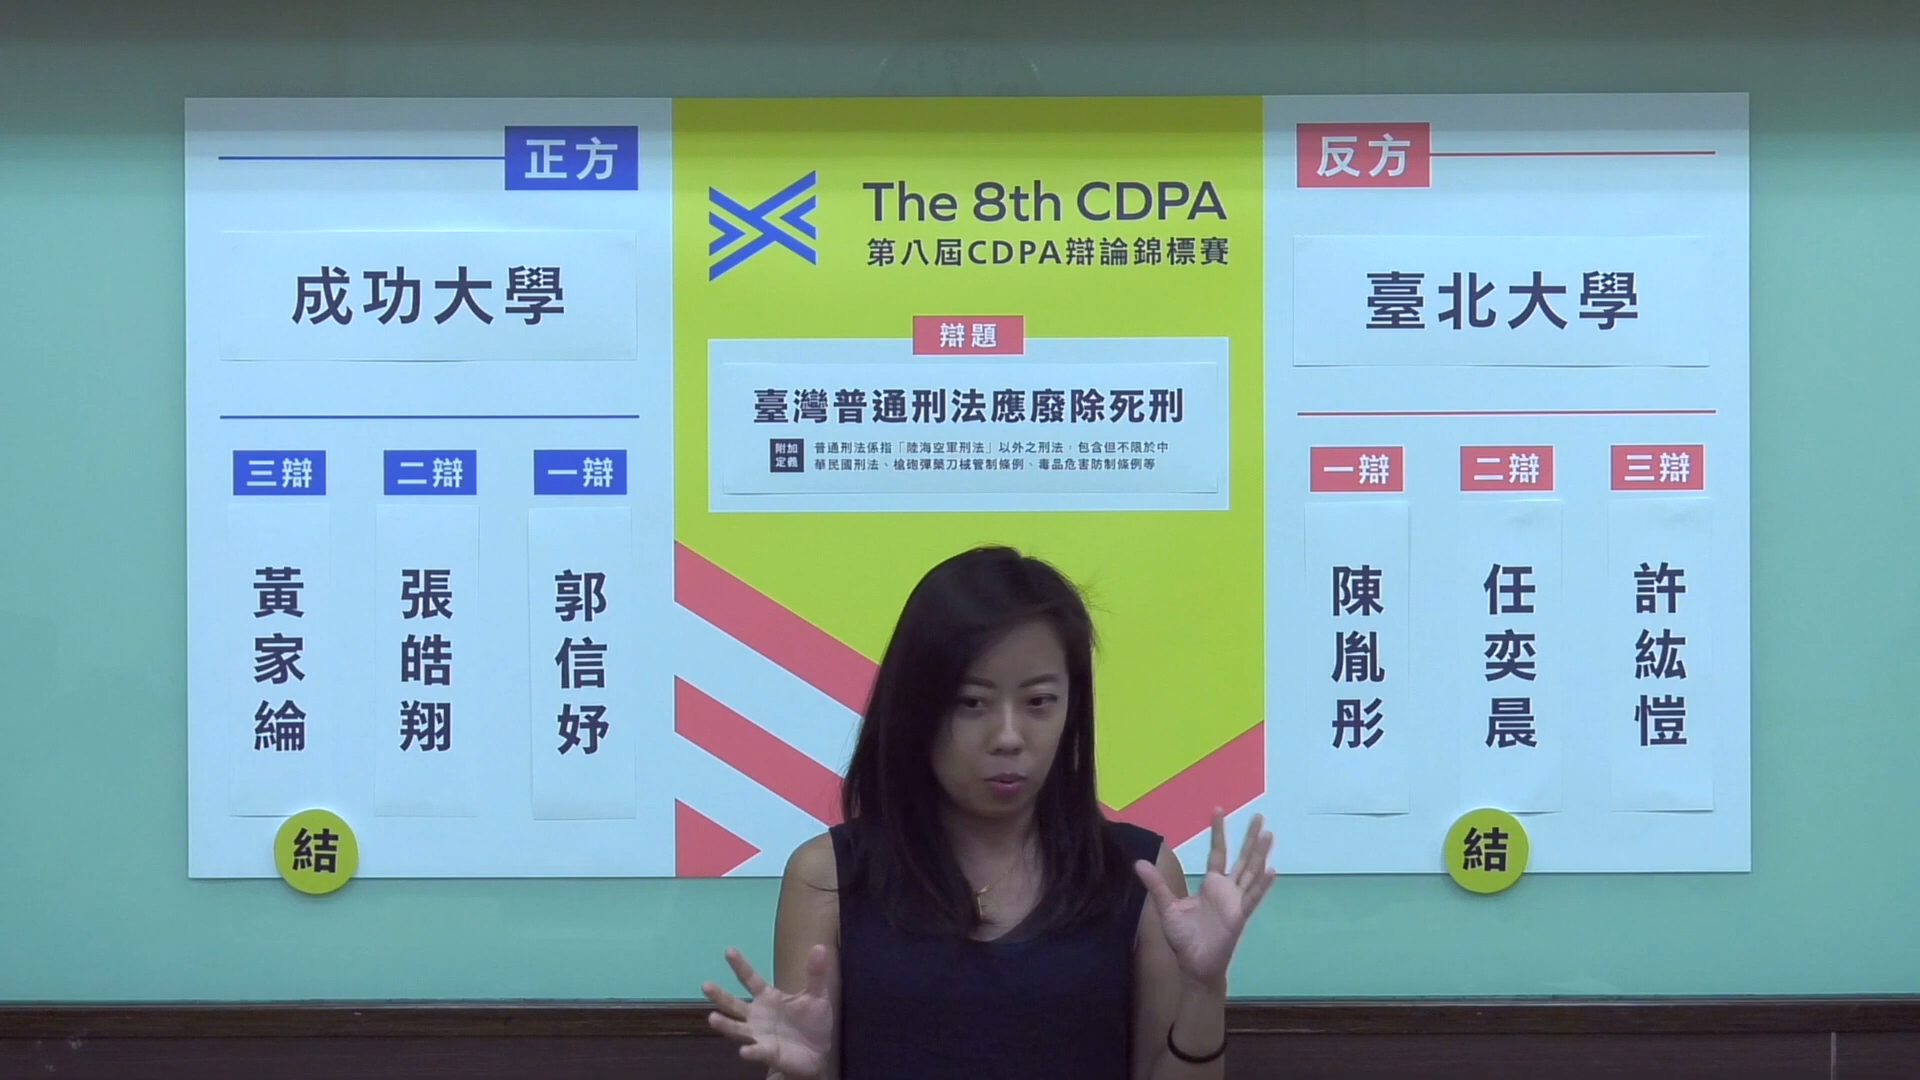 正方
成功大學
三辯
二辯
一辯
黃家綸
張皓翔
郭信妤
結
The 8th CDPA
第八屆CDPA辯論錦標賽
辯題
臺灣普通刑法應廢除死刑
附加
定義
普通刑法係指「陸海空軍刑法」以外之刑法，包含但不限於中
華民國刑法、槍砲彈藥刀械管制條例、毒品危害防制條例等
反方
臺北大學
一辯
二辯
三辯
陳胤彤
任奕晨
許紘愷
結